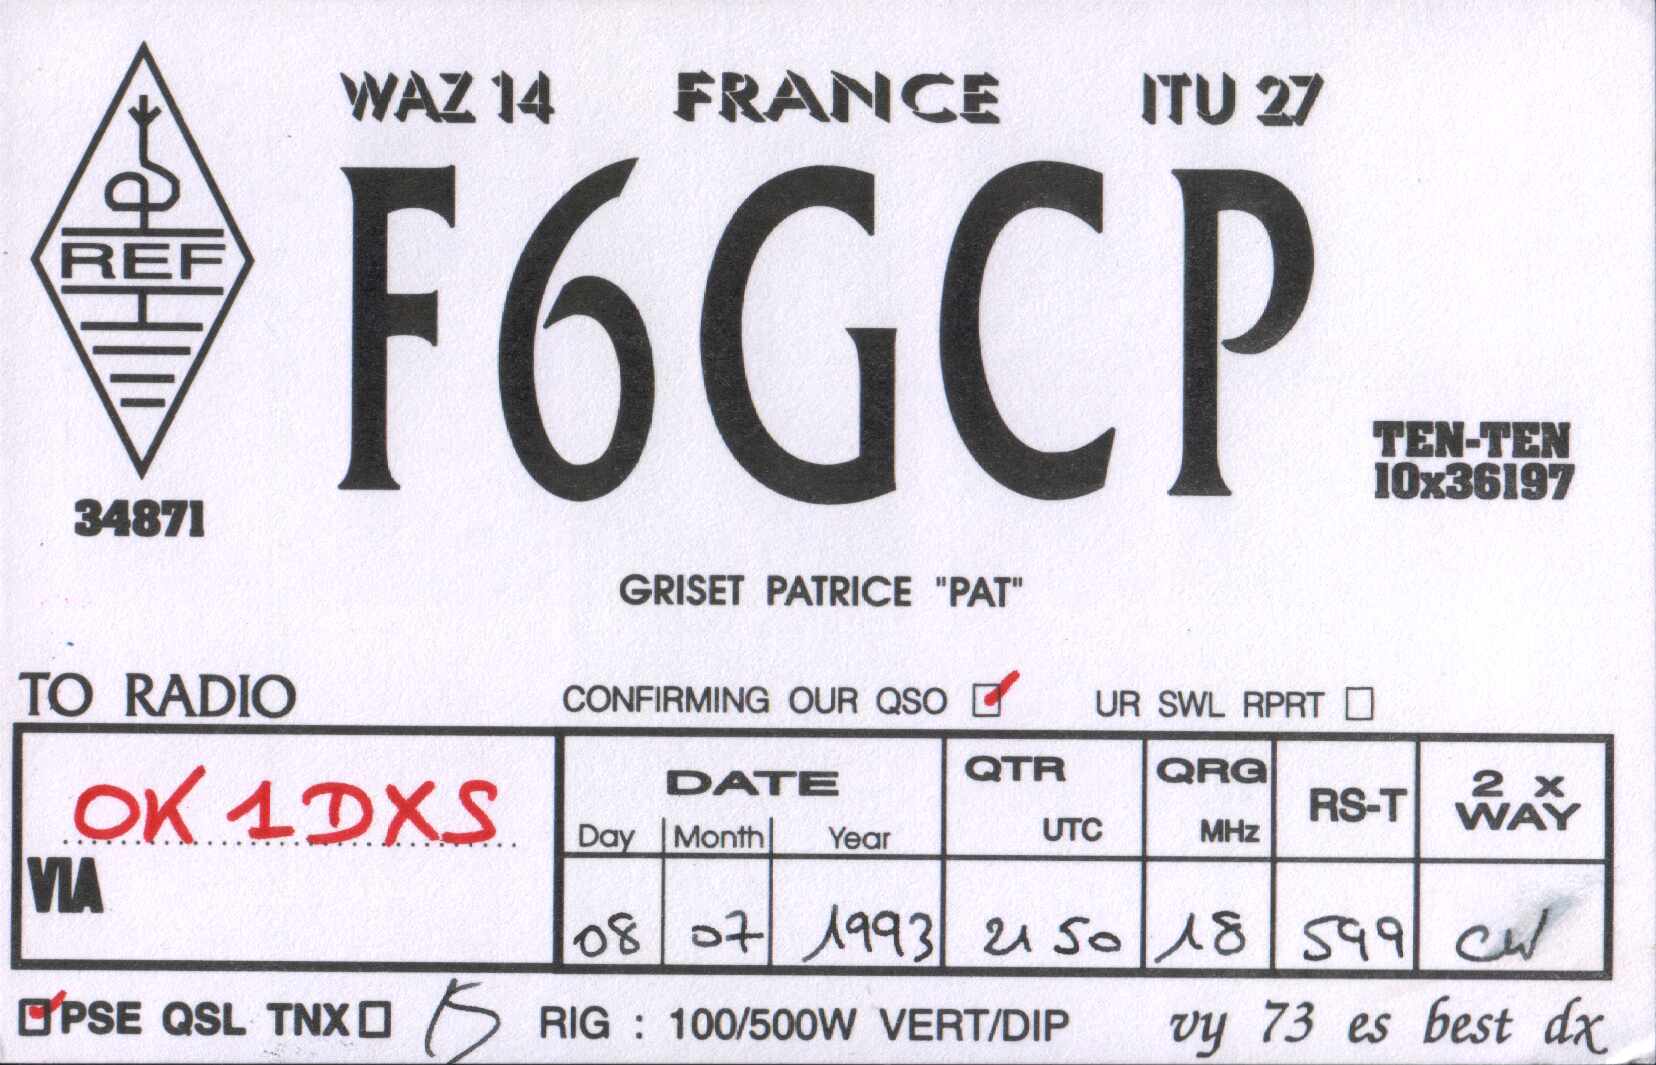 WAZ 14 FRANCE ITU 27
F6GCP
REF
34871
TEN-TEN
10x36197
GRISET PATRICE "PAT"
TO RADIO
CONFIRMING OUR QSO UR SWL RPRT
OK1DXS
VIA
DATE QTR UTC QRG MHz RS-T 2 x WAY
Day Month Year
08 07 1993 21 50 18 599 CW
PSE QSL TNX RIG : 100/500W VERT/DIP vy 73 es best dx